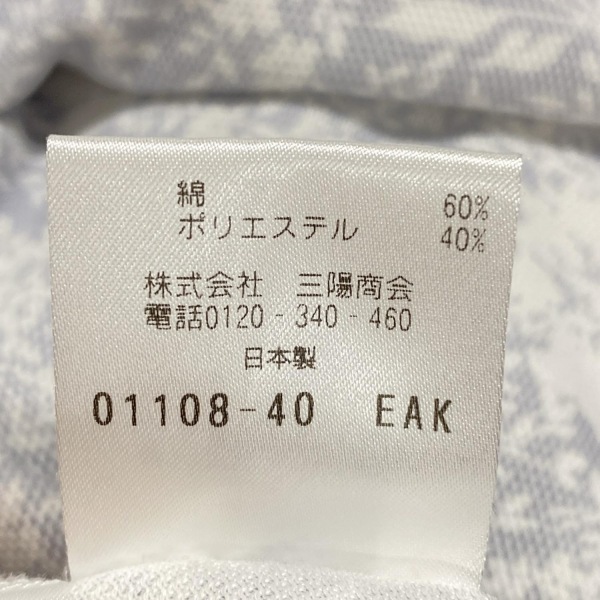 綿 60%
ポリエステル 40%
株式会社 三陽商会
電話0120-340-460
日本製
01108-40 EAK